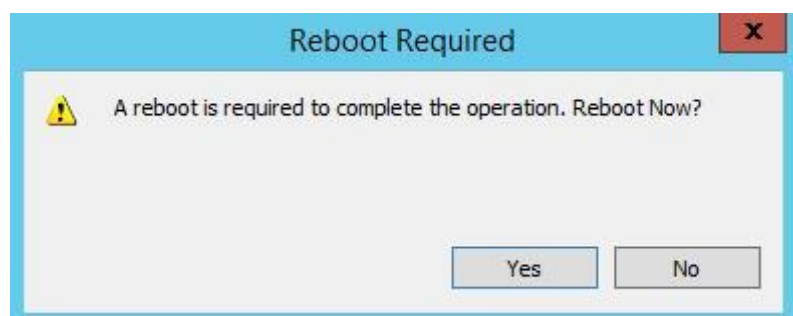 Reboot Required
x
A reboot is required to complete the operation. Reboot Now?
Yes
No